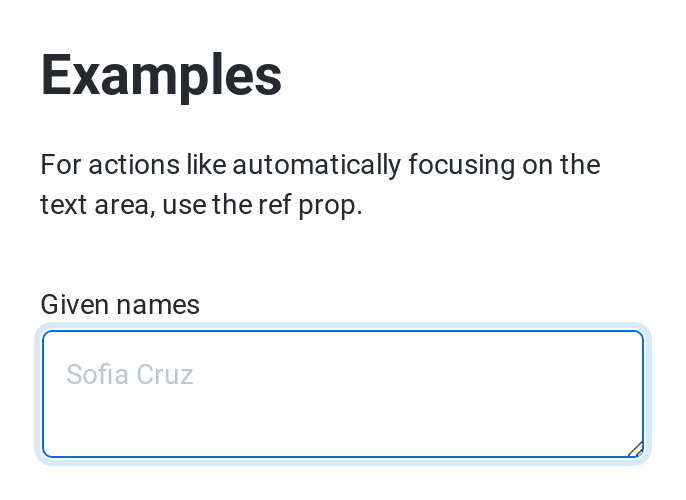 Examples
For actions like automatically focusing on the
text area, use the ref prop.
Given names
Sofia Cruz